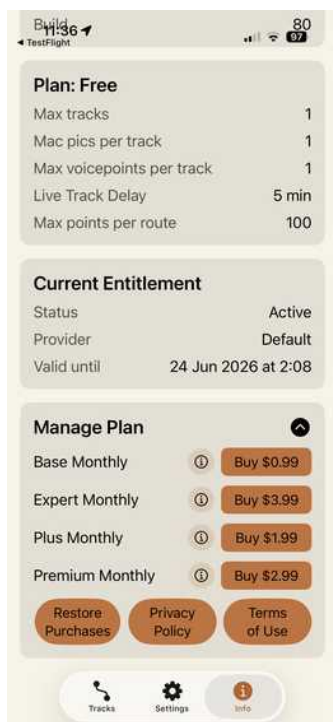 Build 80
11:36
TestFlight
97
Plan: Free
Max tracks 1
Mac pics per track 1
Max voicepoints per track 1
Live Track Delay 5 min
Max points per route 100
Current Entitlement
Status Active
Provider Default
Valid until 24 Jun 2026 at 2:08
Manage Plan
Base Monthly Buy $0.99
Expert Monthly Buy $3.99
Plus Monthly Buy $1.99
Premium Monthly Buy $2.99
Restore Purchases
Privacy Policy
Terms of Use
Tracks Settings Info